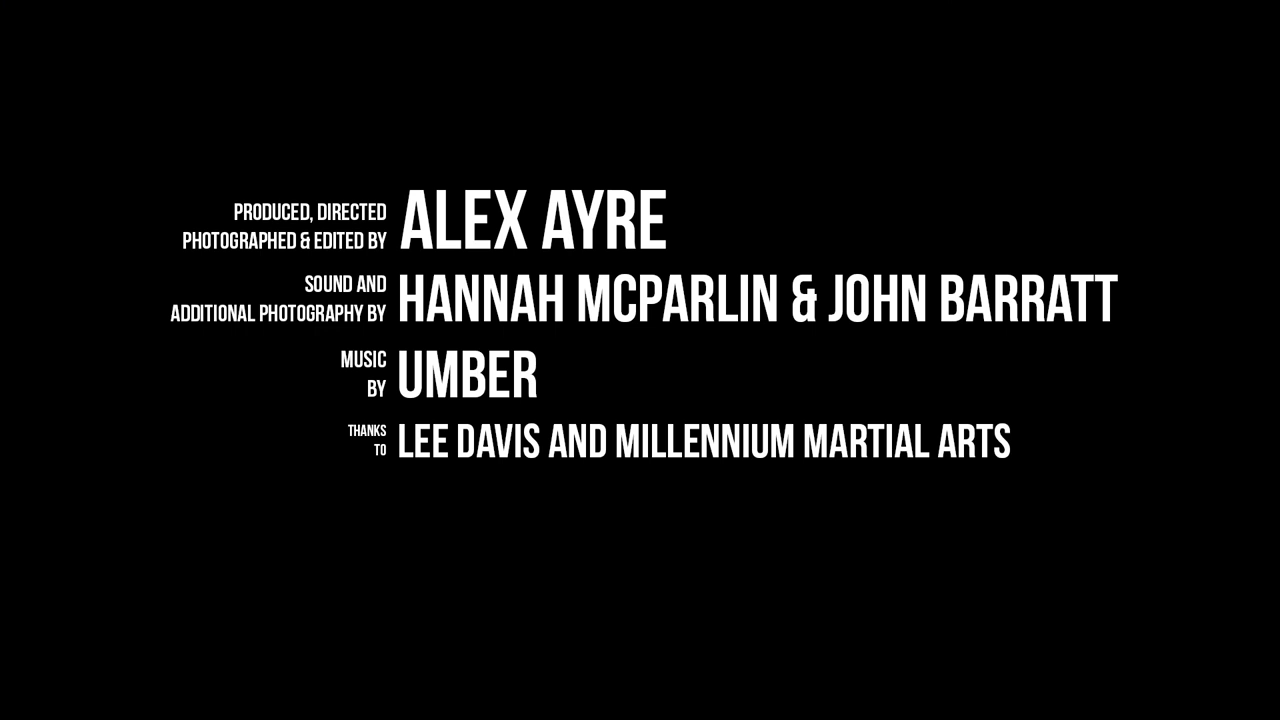 PRODUCED, DIRECTED
PHOTOGRAPHED & EDITED BY
ALEX AYRE
SOUND AND
ADDITIONAL PHOTOGRAPHY BY
HANNAH MCPARLIN & JOHN BARRATT
MUSIC
BY
UMBER
THANKS
TO
LEE DAVIS AND MILLENNIUM MARTIAL ARTS